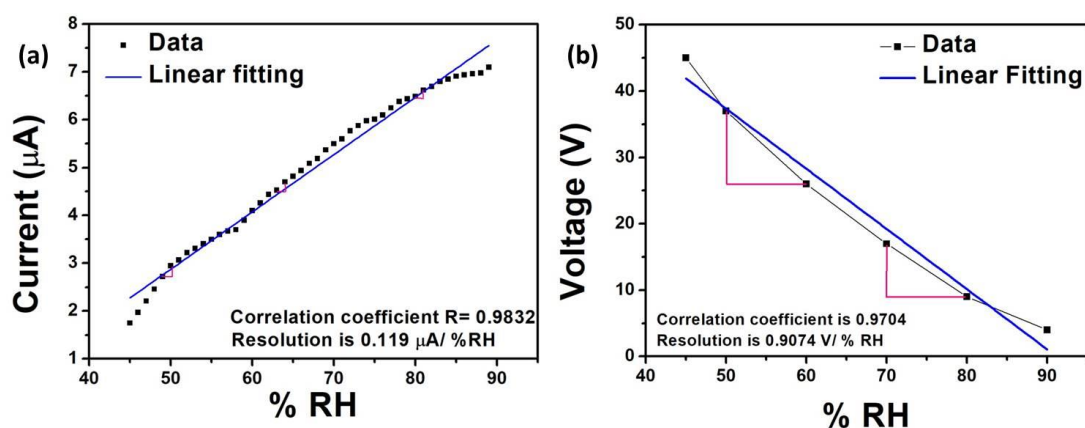 (a)
Data
Linear fitting
Current (μA)
8
7
6
5
4
3
2
1
Correlation coefficient R= 0.9832
Resolution is 0.119 μA/ %RH
40
50
60
70
80
90
% RH
(b)
Data
Linear Fitting
Voltage (V)
50
40
30
20
10
0
Correlation coefficient is 0.9704
Resolution is 0.9074 V/ % RH
40
50
60
70
80
90
% RH